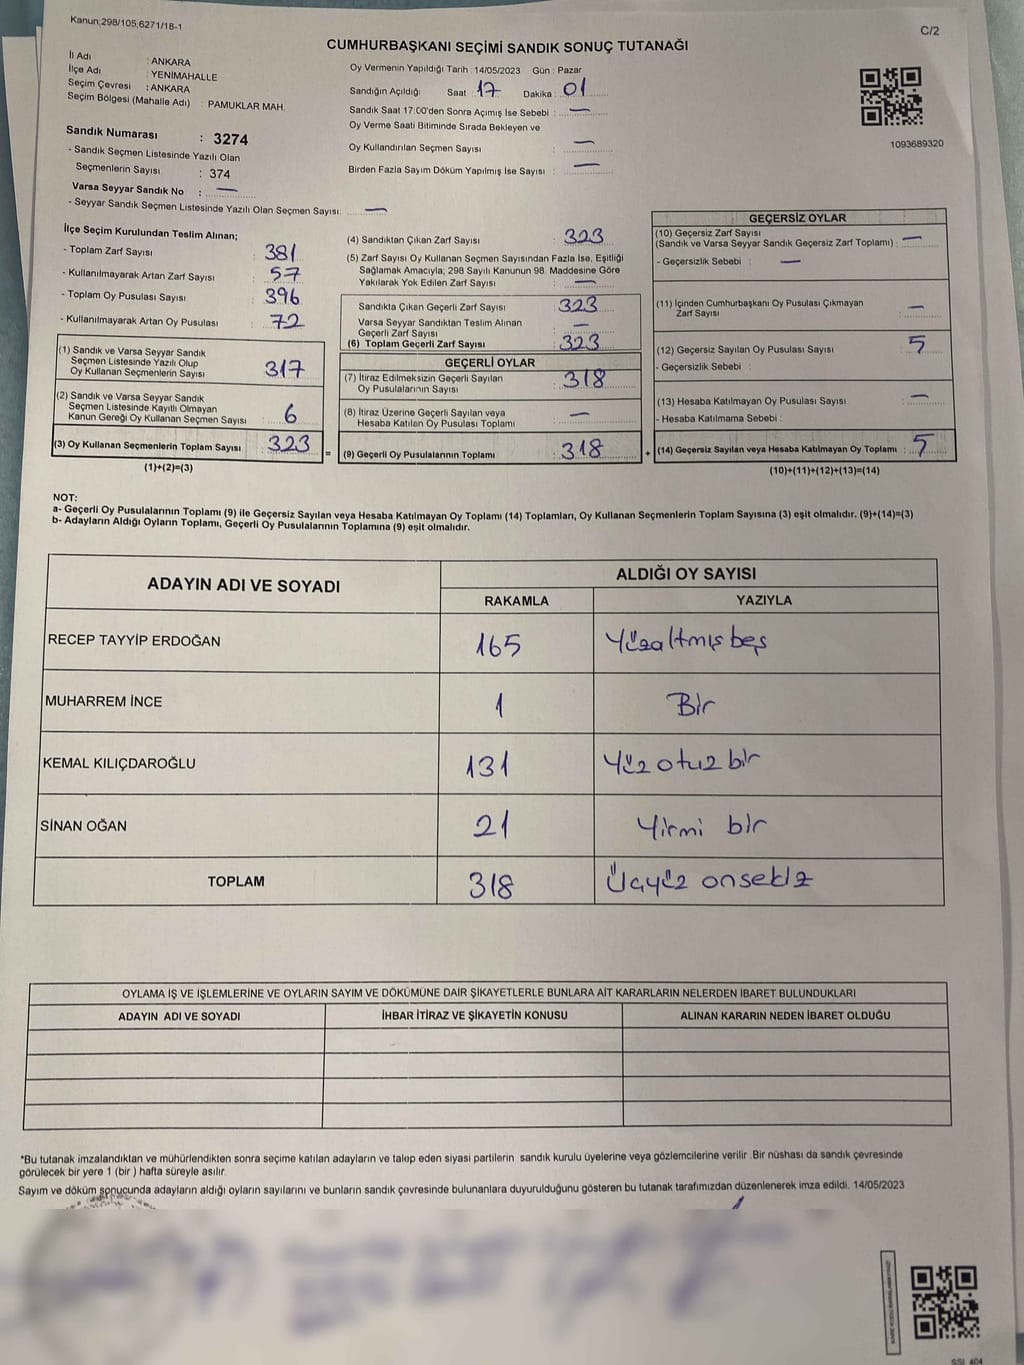 Kanun;298/105;6271/18-1
C/2
CUMHURBAŞKANI SEÇİMİ SANDIK SONUÇ TUTANAĞI
İl Adı : ANKARA
İlçe Adı : YENİMAHALLE
Seçim Çevresi : ANKARA
Seçim Bölgesi (Mahalle Adı) : PAMUKLAR MAH.
Sandık Numarası : 3274
- Sandık Seçmen Listesinde Yazılı Olan
Seçmenlerin Sayısı : 374
Varsa Seyyar Sandık No : —
- Seyyar Sandık Seçmen Listesinde Yazılı Olan Seçmen Sayısı: —
Oy Vermenin Yapıldığı Tarih : 14/05/2023 Gün : Pazar
Sandığın Açıldığı Saat : 17 Dakika : 01
Sandık Saat 17:00'den Sonra Açımış İse Sebebi : —
Oy Verme Saati Bitiminde Sırada Bekleyen ve
Oy Kullandırılan Seçmen Sayısı : —
Birden Fazla Sayım Döküm Yapılmış İse Sayısı : —
1093689320
İlçe Seçim Kurulundan Teslim Alınan;
- Toplam Zarf Sayısı : 381
- Kullanılmayarak Artan Zarf Sayısı : 57
- Toplam Oy Pusulası Sayısı : 396
- Kullanılmayarak Artan Oy Pusulası : 72
(1) Sandık ve Varsa Seyyar Sandık
Seçmen Listesinde Yazılı Olup
Oy Kullanan Seçmenlerin Sayısı : 317
(2) Sandık ve Varsa Seyyar Sandık
Seçmen Listesinde Kayıtlı Olmayan
Kanun Gereği Oy Kullanan Seçmen Sayısı : 6
(3) Oy Kullanan Seçmenlerin Toplam Sayısı : 323
(1)+(2)=(3)
(4) Sandıktan Çıkan Zarf Sayısı : 323
(5) Zarf Sayısı Oy Kullanan Seçmen Sayısından Fazla İse, Eşitliği
Sağlamak Amacıyla; 298 Sayılı Kanunun 98. Maddesine Göre
Yakılarak Yok Edilen Zarf Sayısı : —
Sandıkta Çıkan Geçerli Zarf Sayısı : 323
Varsa Seyyar Sandıktan Teslim Alınan
Geçerli Zarf Sayısı : —
(6) Toplam Geçerli Zarf Sayısı : 323
GEÇERLİ OYLAR
(7) İtiraz Edilmeksizin Geçerli Sayılan
Oy Pusulalarının Sayısı : 318
(8) İtiraz Üzerine Geçerli Sayılan veya
Hesaba Katılan Oy Pusulası Toplamı : —
= (9) Geçerli Oy Pusulalarının Toplamı : 318
GEÇERSİZ OYLAR
(10) Geçersiz Zarf Sayısı
(Sandık ve Varsa Seyyar Sandık Geçersiz Zarf Toplamı) : —
- Geçersizlik Sebebi : —
(11) İçinden Cumhurbaşkanı Oy Pusulası Çıkmayan
Zarf Sayısı : —
(12) Geçersiz Sayılan Oy Pusulası Sayısı : 5
- Geçersizlik Sebebi :
(13) Hesaba Katılmayan Oy Pusulası Sayısı : —
- Hesaba Katılmama Sebebi :
+ (14) Geçersiz Sayılan veya Hesaba Katılmayan Oy Toplamı : 5
(10)+(11)+(12)+(13)=(14)
NOT:
a- Geçerli Oy Pusulalarının Toplamı (9) ile Geçersiz Sayılan veya Hesaba Katılmayan Oy Toplamı (14) Toplamları, Oy Kullanan Seçmenlerin Toplam Sayısına (3) eşit olmalıdır. (9)+(14)=(3)
b- Adayların Aldığı Oyların Toplamı, Geçerli Oy Pusulalarının Toplamına (9) eşit olmalıdır.
ADAYIN ADI VE SOYADI
ALDIĞI OY SAYISI
RAKAMLA YAZIYLA
RECEP TAYYİP ERDOĞAN 165 Yüzaltmış beş
MUHARREM İNCE 1 Bir
KEMAL KILIÇDAROĞLU 131 Yüz otuz bir
SİNAN OĞAN 21 Yirmi bir
TOPLAM 318 Üçyüz onsekiz
OYLAMA İŞ VE İŞLEMLERİNE VE OYLARIN SAYIM VE DÖKÜMÜNE DAİR ŞİKAYETLERLE BUNLARA AİT KARARLARIN NELERDEN İBARET BULUNDUKLARI
ADAYIN ADI VE SOYADI İHBAR İTİRAZ VE ŞİKAYETİN KONUSU ALINAN KARARIN NEDEN İBARET OLDUĞU
*Bu tutanak imzalandıktan ve mühürlendikten sonra seçime katılan adayların ve talep eden siyasi partilerin sandık kurulu üyelerine veya gözlemcilerine verilir .Bir nüshası da sandık çevresinde
görülecek bir yere 1 (bir ) hafta süreyle asılır.
Sayım ve döküm sonucunda adayların aldığı oyların sayılarını ve bunların sandık çevresinde bulunanlara duyurulduğunu gösteren bu tutanak tarafımızdan düzenlenerek imza edildi. 14/05/2023
SSI_404